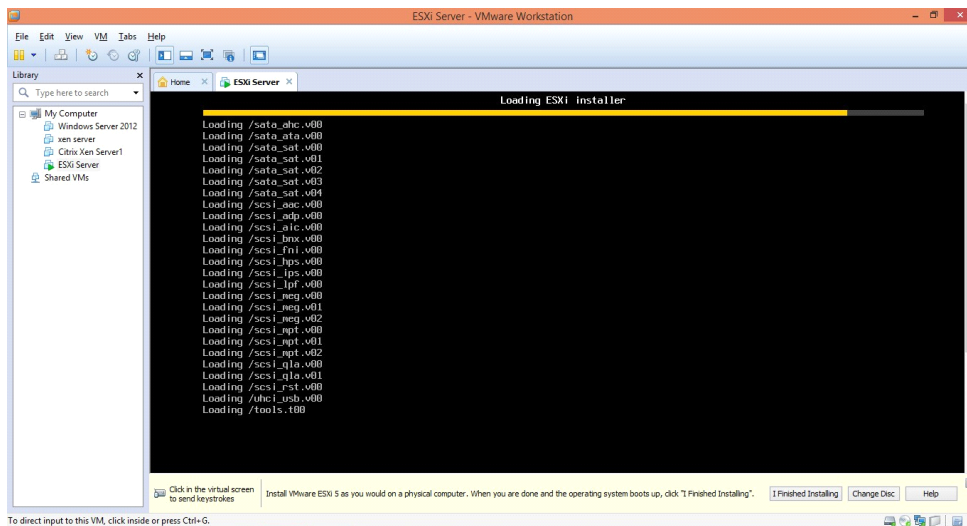 ESXi Server - VMware Workstation
File Edit View VM Tabs Help
Library
Type here to search
My Computer
Windows Server 2012
xen server
Citrix Xen Server1
ESXi Server
Shared VMs
Home
ESXi Server
Loading ESXi installer
Loading /sata_ahc.v00
Loading /sata_ata.v00
Loading /sata_sat.v00
Loading /sata_sat.v01
Loading /sata_sat.v02
Loading /sata_sat.v03
Loading /sata_sat.v04
Loading /scsi_aac.v00
Loading /scsi_adp.v00
Loading /scsi_aic.v00
Loading /scsi_bnx.v00
Loading /scsi_fni.v00
Loading /scsi_hps.v00
Loading /scsi_ips.v00
Loading /scsi_lpf.v00
Loading /scsi_meg.v00
Loading /scsi_meg.v01
Loading /scsi_meg.v02
Loading /scsi_mpt.v00
Loading /scsi_mpt.v01
Loading /scsi_mpt.v02
Loading /scsi_qla.v00
Loading /scsi_qla.v01
Loading /scsi_rst.v00
Loading /uhci_usb.v00
Loading /tools.t00
Click in the virtual screen
to send keystrokes
Install VMware ESXi 5 as you would on a physical computer. When you are done and the operating system boots up, click "I Finished Installing".
I Finished Installing
Change Disc
Help
To direct input to this VM, click inside or press Ctrl+G.